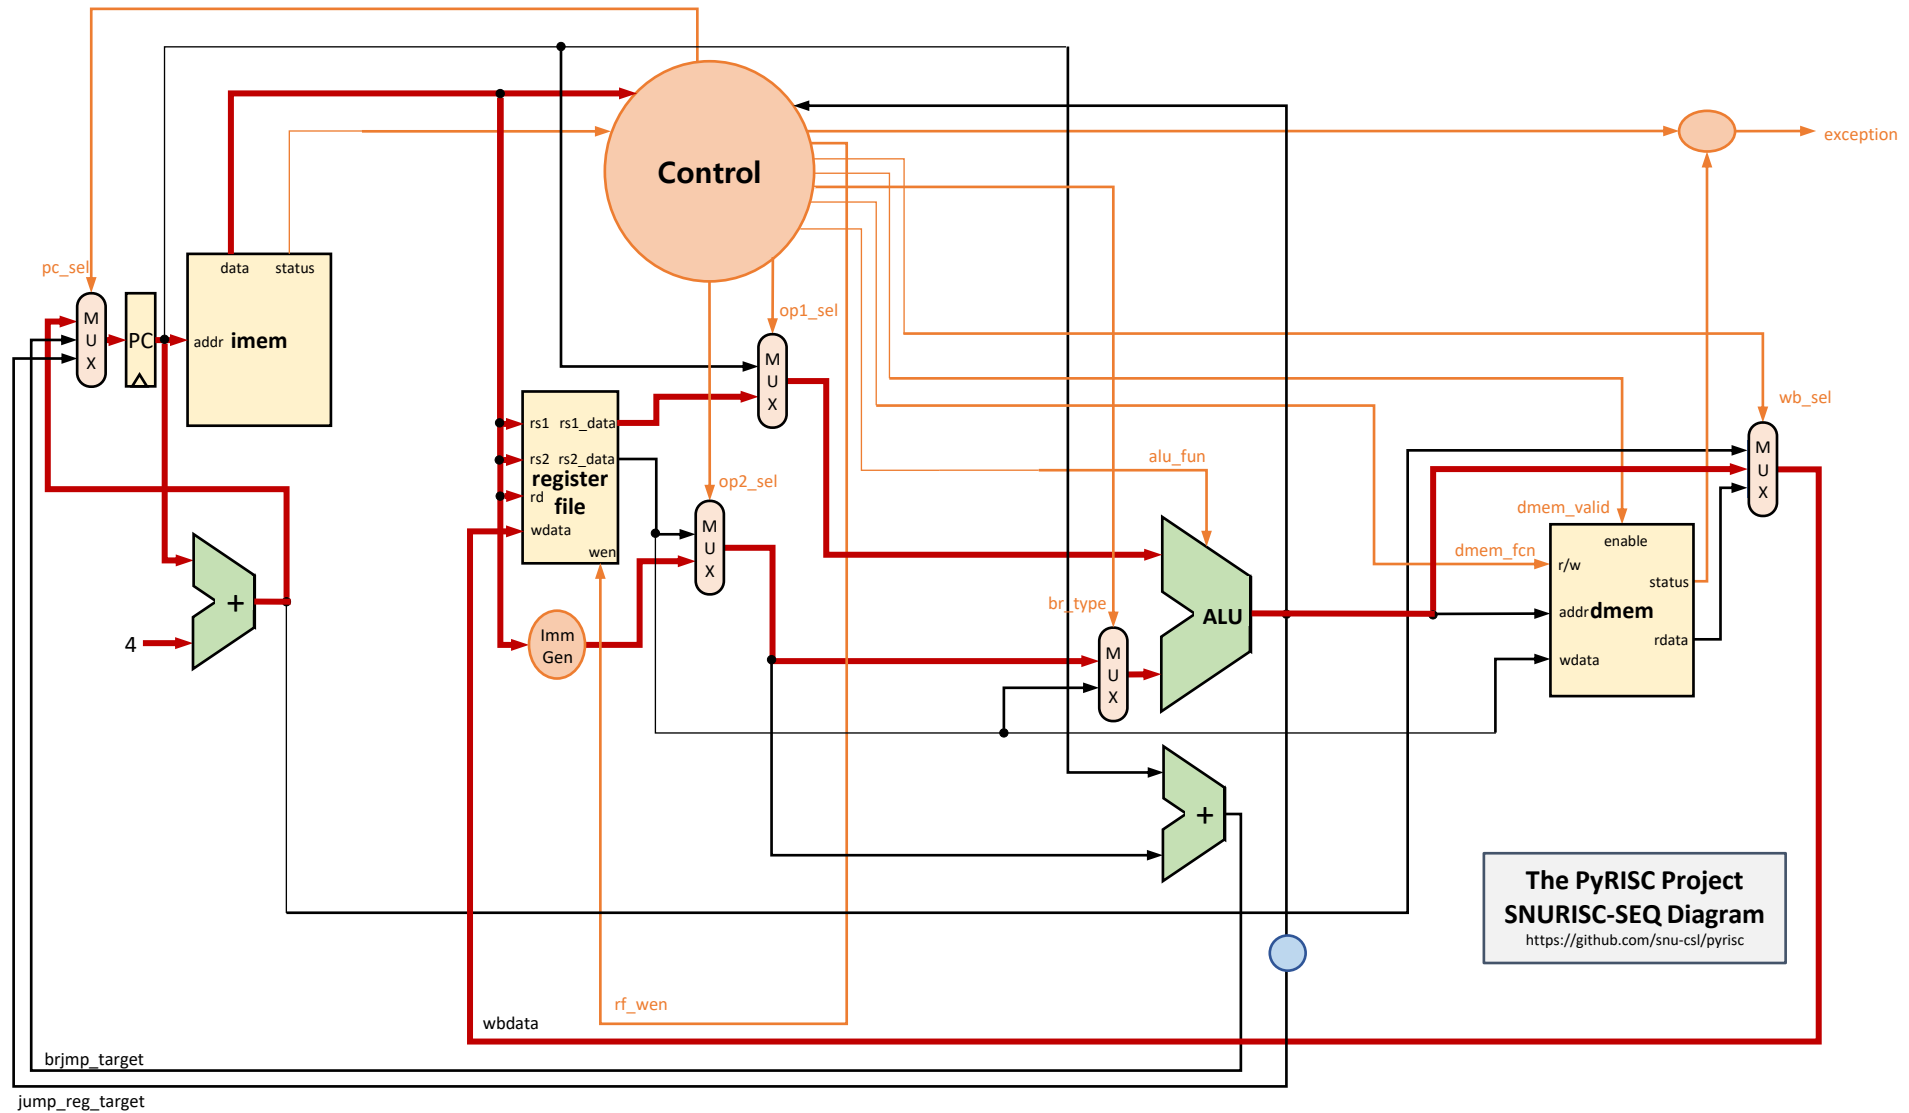 exception
Control
pc_sel
data
status
op1_sel
M
U
X
PC
addr
imem
M
U
X
wb_sel
rs1
rs1_data
rs2
rs2_data
register
file
rd
wdata
wen
op2_sel
M
U
X
alu_fun
M
U
X
dmem_valid
enable
dmem_fcn
r/w
status
addr
dmem
rdata
wdata
br_type
M
U
X
ALU
+
4
Imm
Gen
+
The PyRISC Project
SNURISC-SEQ Diagram
https://github.com/snu-csl/pyrisc
rf_wen
wbdata
brjmp_target
jump_reg_target